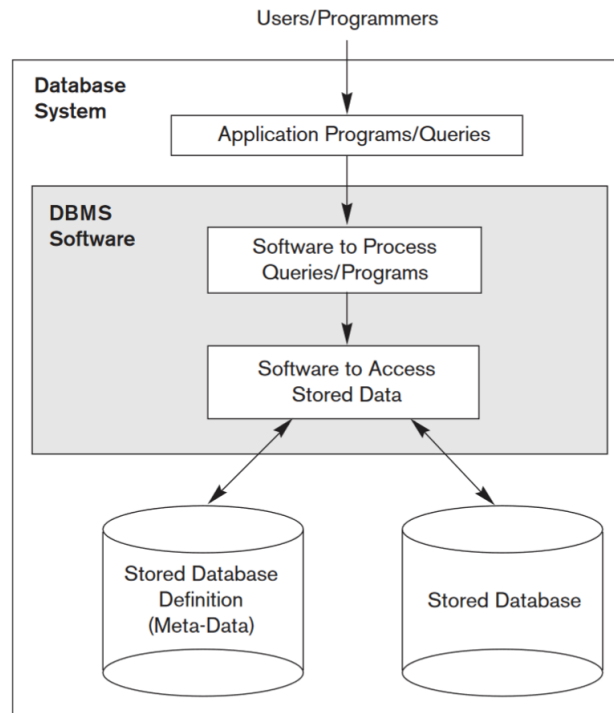 Users/Programmers
Database
System
Application Programs/Queries
DBMS
Software
Software to Process
Queries/Programs
Software to Access
Stored Data
Stored Database
Definition
(Meta-Data)
Stored Database